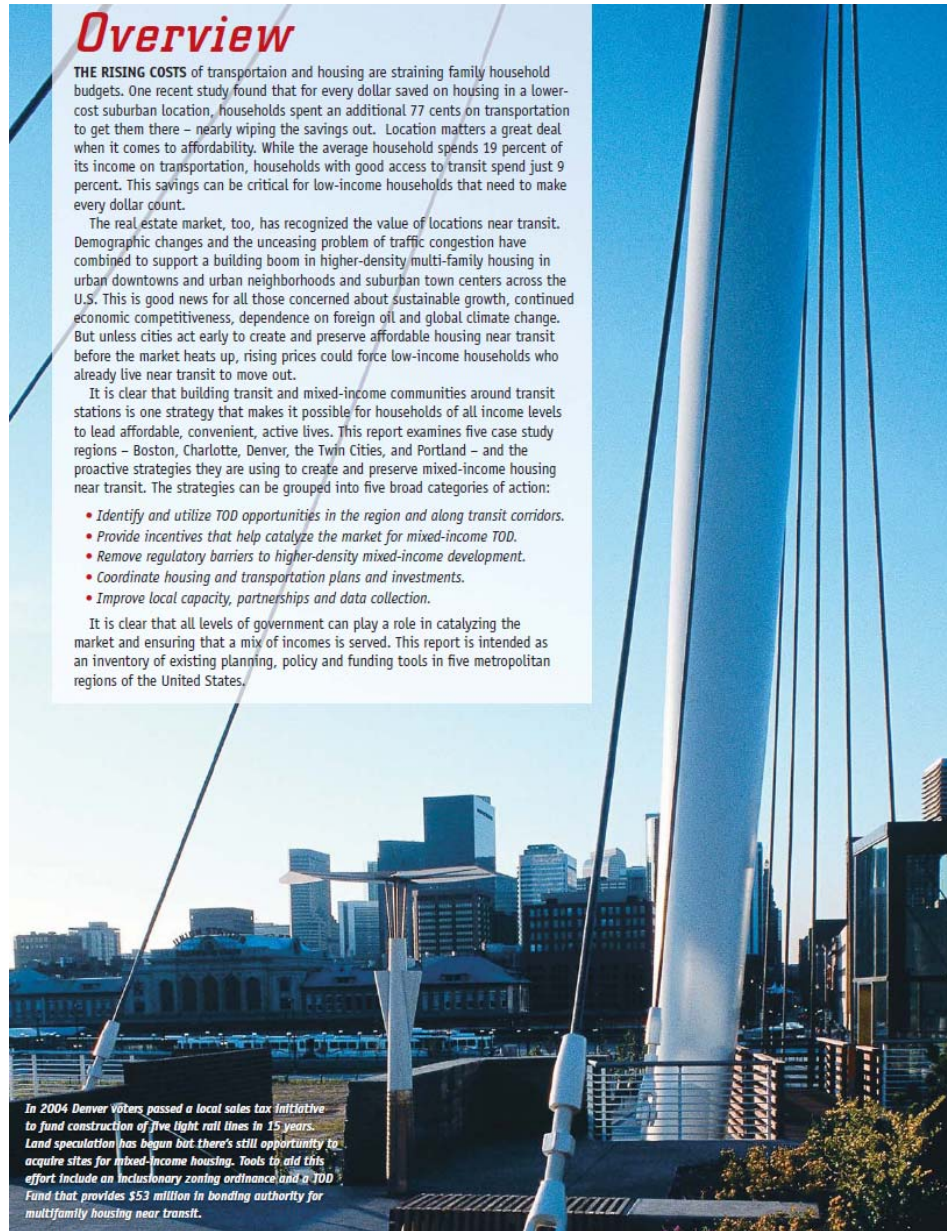 Overview
THE RISING COSTS of transportaion and housing are straining family household
budgets. One recent study found that for every dollar saved on housing in a lower-
cost suburban location, households spent an additional 77 cents on transportation
to get them there – nearly wiping the savings out.  Location matters a great deal
when it comes to affordability. While the average household spends 19 percent of
its income on transportation, households with good access to transit spend just 9
percent. This savings can be critical for low-income households that need to make
every dollar count.
The real estate market, too, has recognized the value of locations near transit.
Demographic changes and the unceasing problem of traffic congestion have
combined to support a building boom in higher-density multi-family housing in
urban downtowns and urban neighborhoods and suburban town centers across the
U.S. This is good news for all those concerned about sustainable growth, continued
economic competitiveness, dependence on foreign oil and global climate change.
But unless cities act early to create and preserve affordable housing near transit
before the market heats up, rising prices could force low-income households who
already live near transit to move out.
It is clear that building transit and mixed-income communities around transit
stations is one strategy that makes it possible for households of all income levels
to lead affordable, convenient, active lives. This report examines five case study
regions – Boston, Charlotte, Denver, the Twin Cities, and Portland – and the
proactive strategies they are using to create and preserve mixed-income housing
near transit. The strategies can be grouped into five broad categories of action:
• Identify and utilize TOD opportunities in the region and along transit corridors.
• Provide incentives that help catalyze the market for mixed-income TOD.
• Remove regulatory barriers to higher-density mixed-income development.
• Coordinate housing and transportation plans and investments.
• Improve local capacity, partnerships and data collection.
It is clear that all levels of government can play a role in catalyzing the
market and ensuring that a mix of incomes is served. This report is intended as
an inventory of existing planning, policy and funding tools in five metropolitan
regions of the United States.
In 2004 Denver voters passed a local sales tax initiative
to fund construction of five light rail lines in 15 years.
Land speculation has begun but there's still opportunity to
acquire sites for mixed-income housing. Tools to aid this
effort include an inclusionary zoning ordinance and a TOD
Fund that provides $53 million in bonding authority for
multifamily housing near transit.